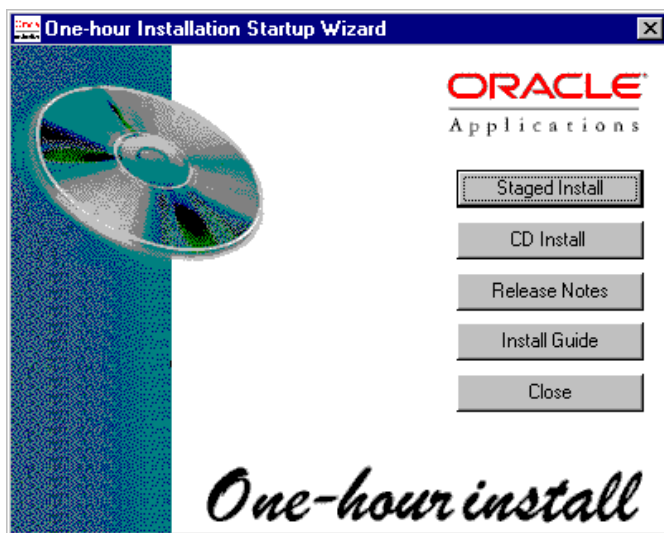 One-hour Installation Startup Wizard
ORACLE
Applications
Staged Install
CD Install
Release Notes
Install Guide
Close
One-hour install